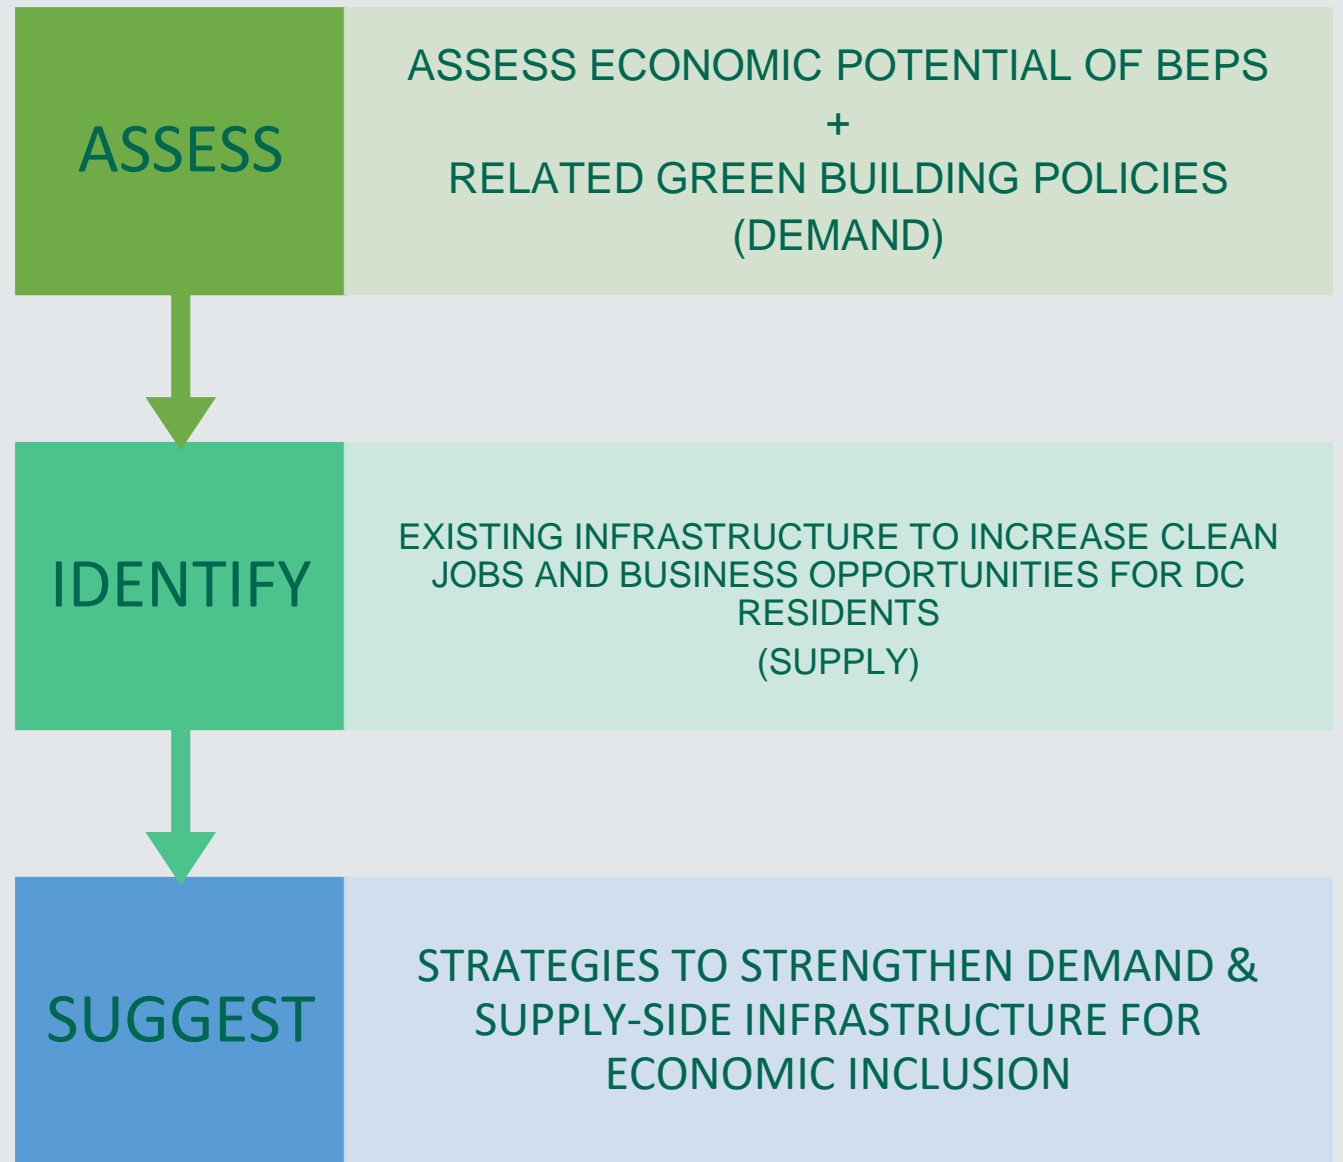 ASSESS
ASSESS ECONOMIC POTENTIAL OF BEPS
+
RELATED GREEN BUILDING POLICIES
(DEMAND)
IDENTIFY
EXISTING INFRASTRUCTURE TO INCREASE CLEAN
JOBS AND BUSINESS OPPORTUNITIES FOR DC
RESIDENTS
(SUPPLY)
SUGGEST
STRATEGIES TO STRENGTHEN DEMAND &
SUPPLY-SIDE INFRASTRUCTURE FOR
ECONOMIC INCLUSION